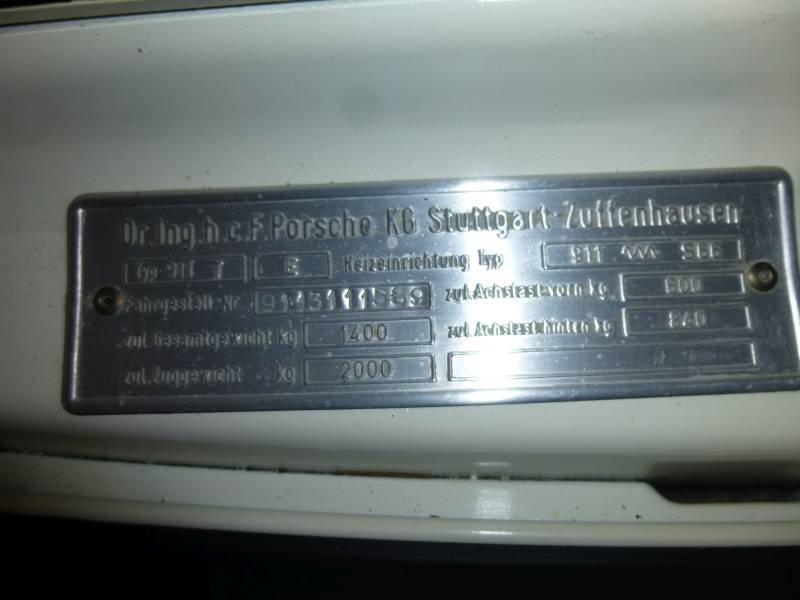 Dr. Ing. h.c. F. Porsche KG Stuttgart-Zuffenhausen
Typ 911 T E Heizeinrichtung Typ 911 S66
Fahrgestell-Nr. 9113111589 zul. Achslast vorn kg 600
zul. Gesamtgewicht kg 1400 zul. Achslast hinten kg 840
zul. Zuggewicht kg 2000